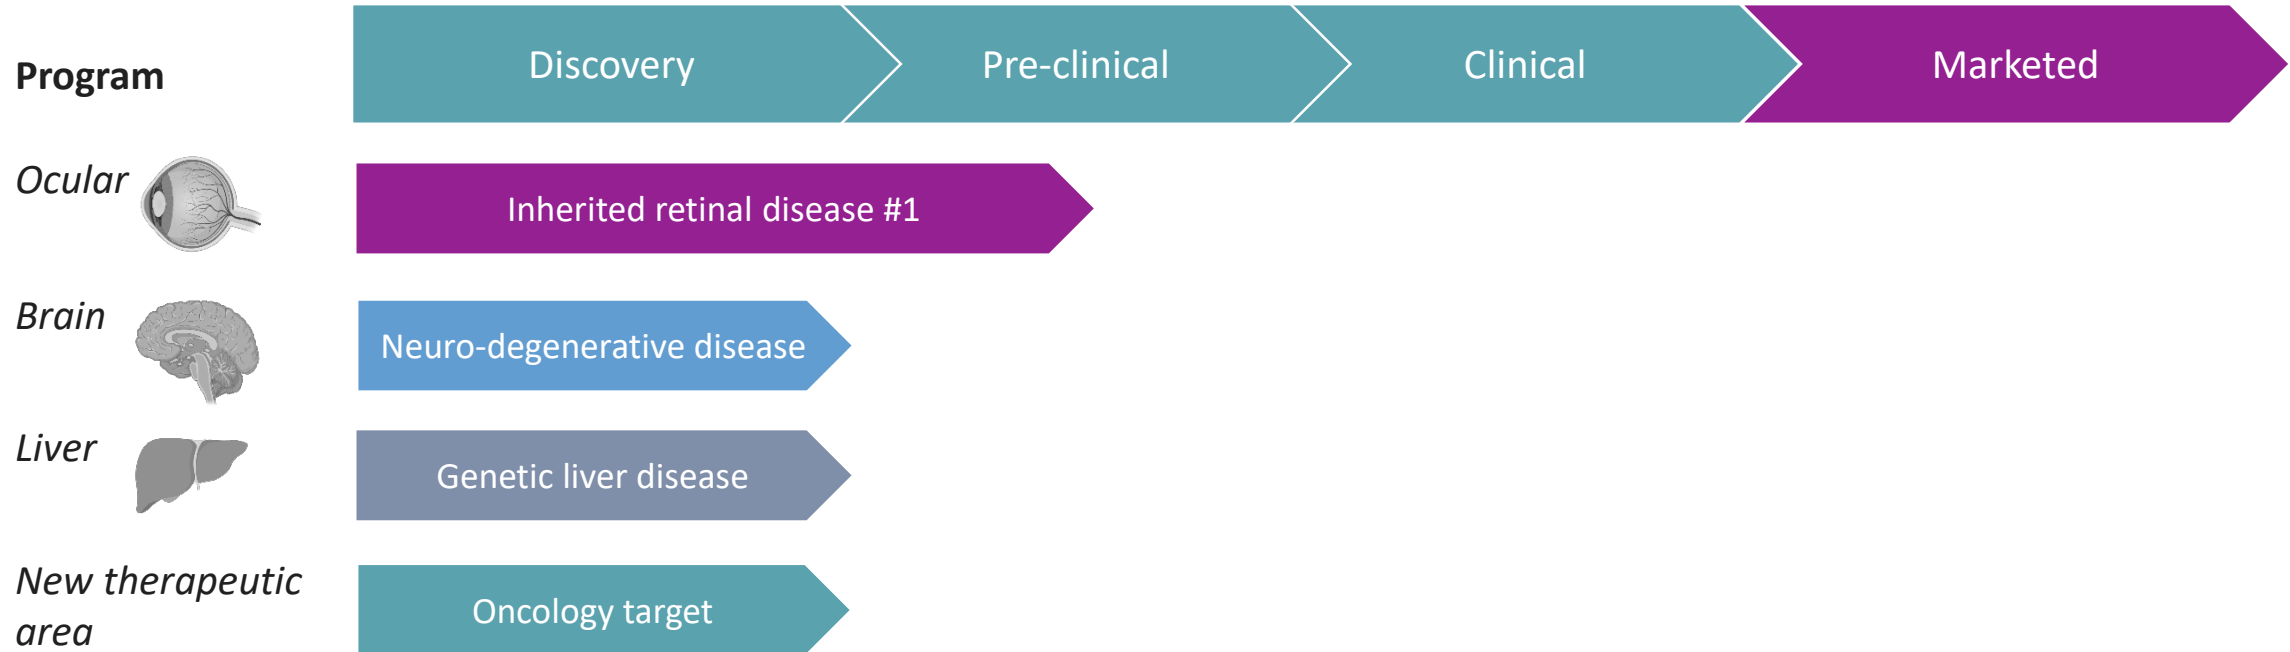 Program
Discovery
Pre-clinical
Clinical
Marketed
Ocular
Inherited retinal disease #1
Brain
Neuro-degenerative disease
Liver
Genetic liver disease
New therapeutic
area
Oncology target